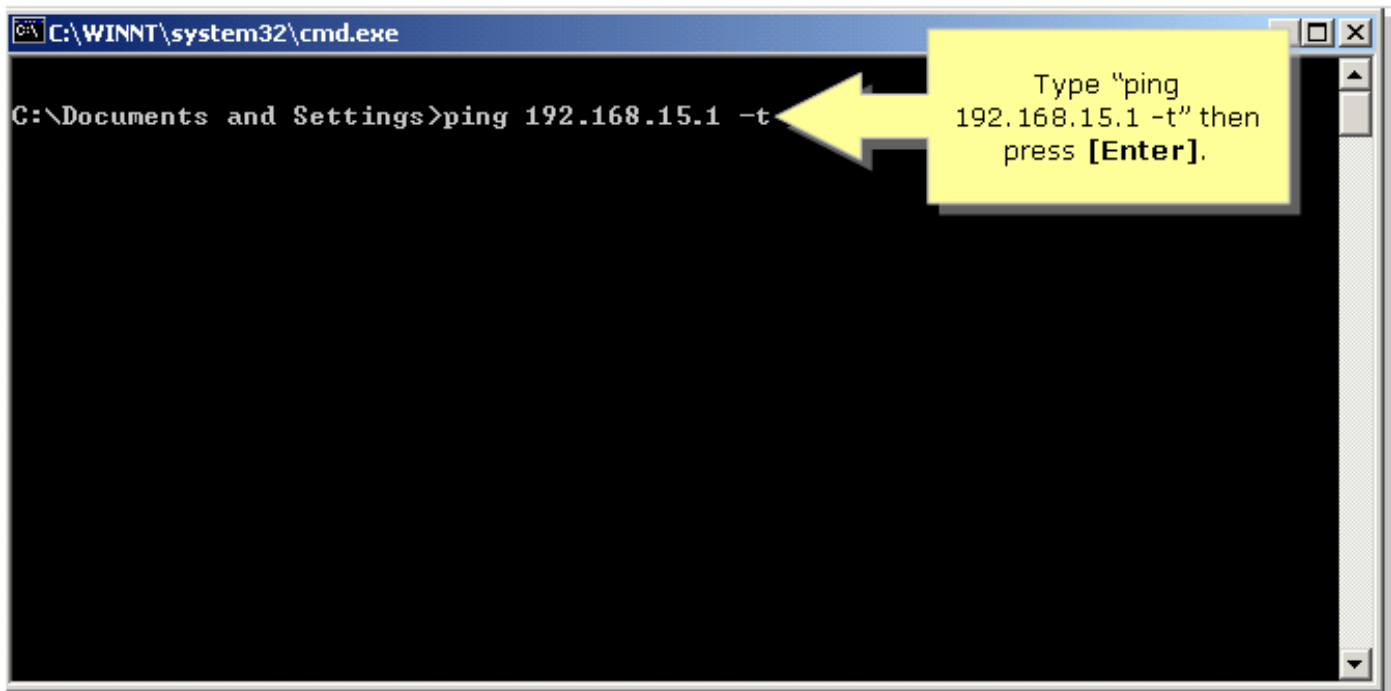 C:\WINNT\system32\cmd.exe
C:\Documents and Settings>ping 192.168.15.1 -t
Type “ping
192.168.15.1 -t” then
press [Enter].